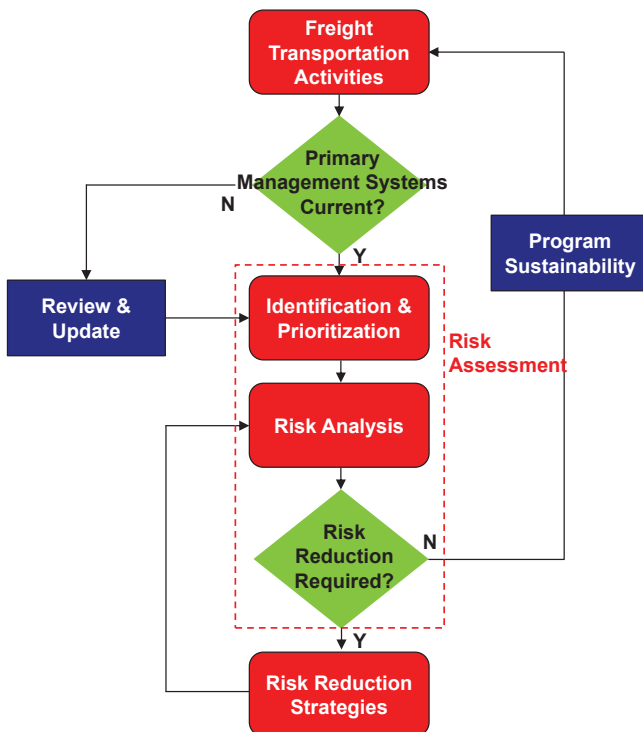 Freight
Transportation
Activities
Primary
Management Systems
Current?
N
Y
Program
Sustainability
Review &
Update
Identification &
Prioritization
Risk
Assessment
Risk Analysis
Risk
Reduction
Required?
N
Y
Risk Reduction
Strategies